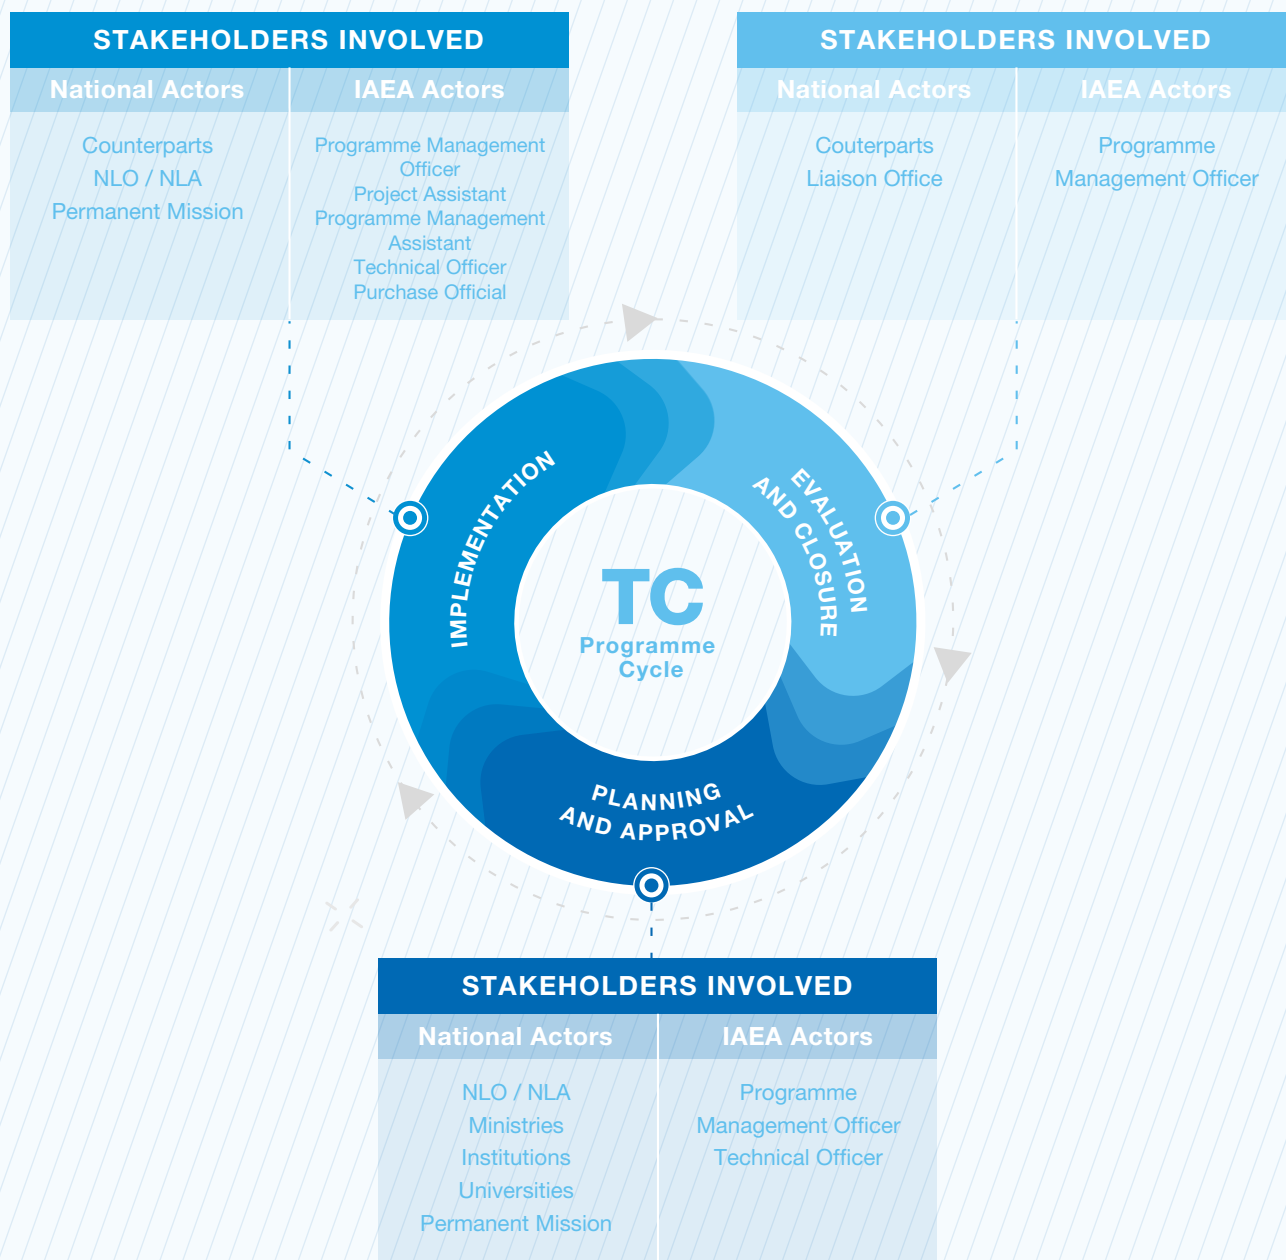 STAKEHOLDERS INVOLVED
National Actors
IAEA Actors
Counterparts
NLO / NLA
Permanent Mission
Programme Management
Officer
Project Assistant
Programme Management
Assistant
Technical Officer
Purchase Official
STAKEHOLDERS INVOLVED
National Actors
IAEA Actors
Couterparts
Liaison Office
Programme
Management Officer
IMPLEMENTATION
EVALUATION
AND CLOSURE
TC
Programme
Cycle
PLANNING
AND APPROVAL
STAKEHOLDERS INVOLVED
National Actors
IAEA Actors
NLO / NLA
Ministries
Institutions
Universities
Permanent Mission
Programme
Management Officer
Technical Officer